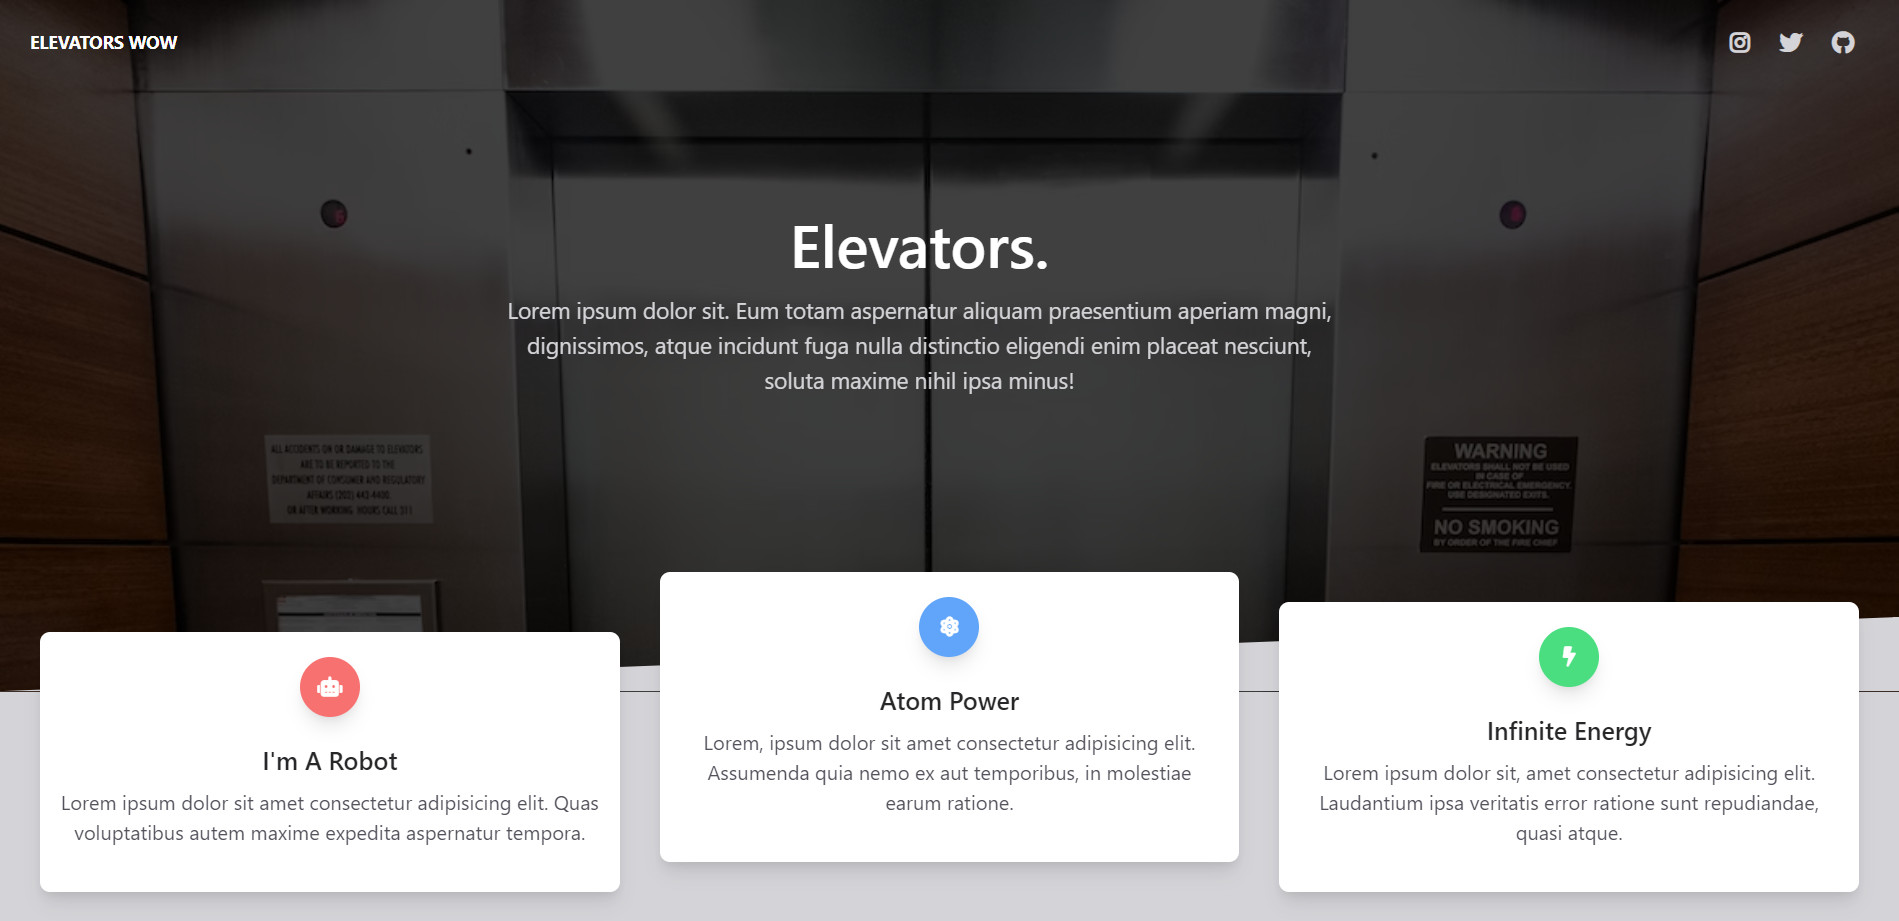 ELEVATORS WOW
Elevators.
Lorem ipsum dolor sit. Eum totam aspernatur aliquam praesentium aperiam magni,
dignissimos, atque incidunt fuga nulla distinctio eligendi enim placeat nesciunt,
soluta maxime nihil ipsa minus!
ALL ACCIDENTS ON OR DAMAGE TO ELEVATORS
ARE TO BE REPORTED TO THE
DEPARTMENT OF CONSUMER AND REGULATORY
AFFAIRS (202) 442-4400
OR AFTER WORKING HOURS CALL 311
WARNING
ELEVATORS SHALL NOT BE USED
IN CASE OF
FIRE OR ELECTRICAL EMERGENCY.
USE DESIGNATED EXITS.
NO SMOKING
BY ORDER OF THE FIRE CHIEF
I'm A Robot
Lorem ipsum dolor sit amet consectetur adipisicing elit. Quas
voluptatibus autem maxime expedita aspernatur tempora.
Atom Power
Lorem, ipsum dolor sit amet consectetur adipisicing elit.
Assumenda quia nemo ex aut temporibus, in molestiae
earum ratione.
Infinite Energy
Lorem ipsum dolor sit, amet consectetur adipisicing elit.
Laudantium ipsa veritatis error ratione sunt repudiandae,
quasi atque.